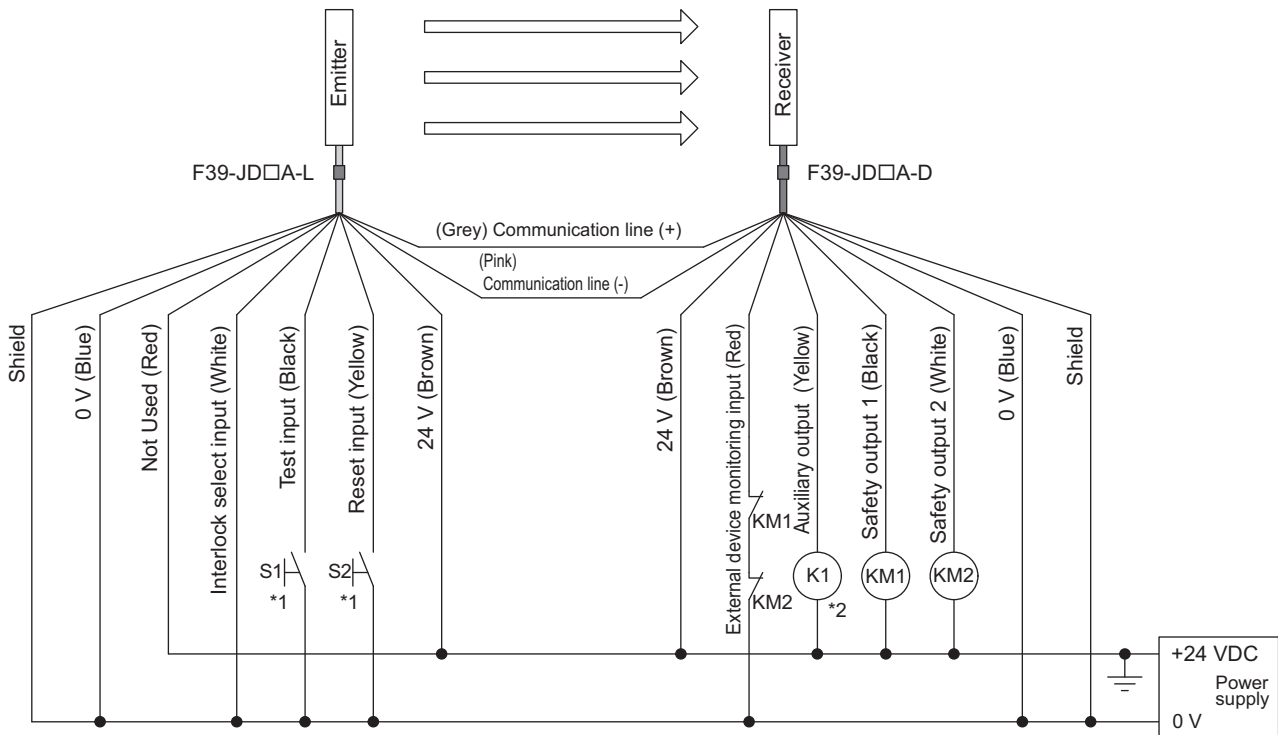 Emitter
Receiver
F39-JD□A-L
F39-JD□A-D
(Grey) Communication line (+)
(Pink)
Communication line (-)
Shield
0 V (Blue)
Not Used (Red)
Interlock select input (White)
Test input (Black)
Reset input (Yellow)
24 V (Brown)
24 V (Brown)
External device monitoring input (Red)
Auxiliary output (Yellow)
Safety output 1 (Black)
Safety output 2 (White)
0 V (Blue)
Shield
S1
*1
S2
*1
KM1
KM2
K1
*2
KM1
KM2
+24 VDC
Power
supply
0 V